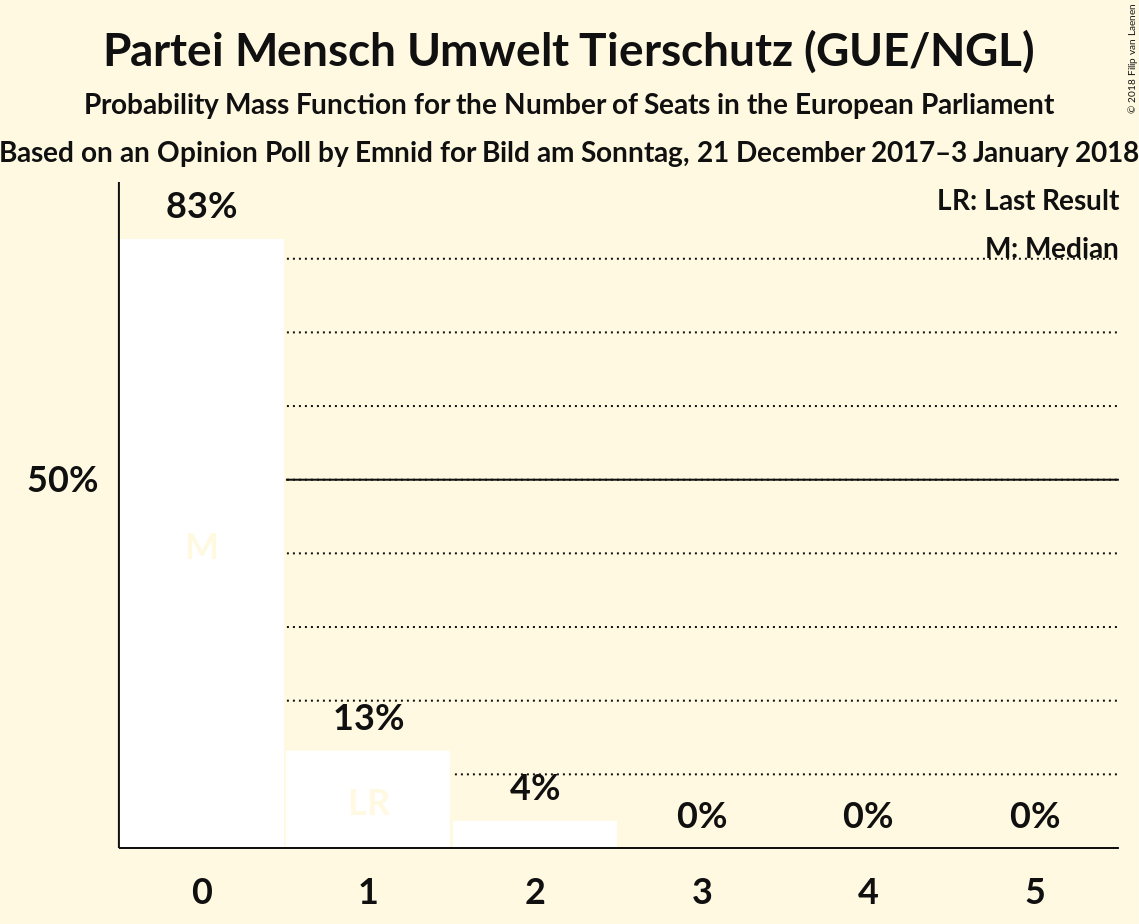 Partei Mensch Umwelt Tierschutz (GUE/NGL)
Probability Mass Function for the Number of Seats in the European Parliament
Based on an Opinion Poll by Emnid for Bild am Sonntag, 21 December 2017–3 January 2018
© 2018 Filip van Laenen
LR: Last Result
M: Median
83%
50%
M
13%
LR
4%
0%
0%
0%
0
1
2
3
4
5